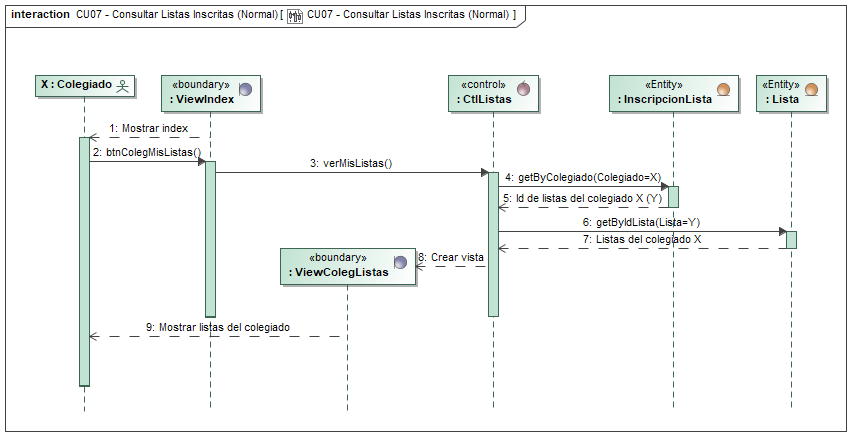 interaction CU07 - Consultar Listas Inscritas (Normal) [ CU07 - Consultar Listas Inscritas (Normal) ]
X : Colegiado
«boundary»
: ViewIndex
«control»
: CtlListas
«Entity»
: InscripcionLista
«Entity»
: Lista
1: Mostrar index
2: btnColegMisListas()
3: verMisListas()
4: getByColegiado(Colegiado=X)
5: Id de listas del colegiado X (Y)
6: getByIdLista(Lista=Y)
7: Listas del colegiado X
8: Crear vista
«boundary»
: ViewColegListas
9: Mostrar listas del colegiado